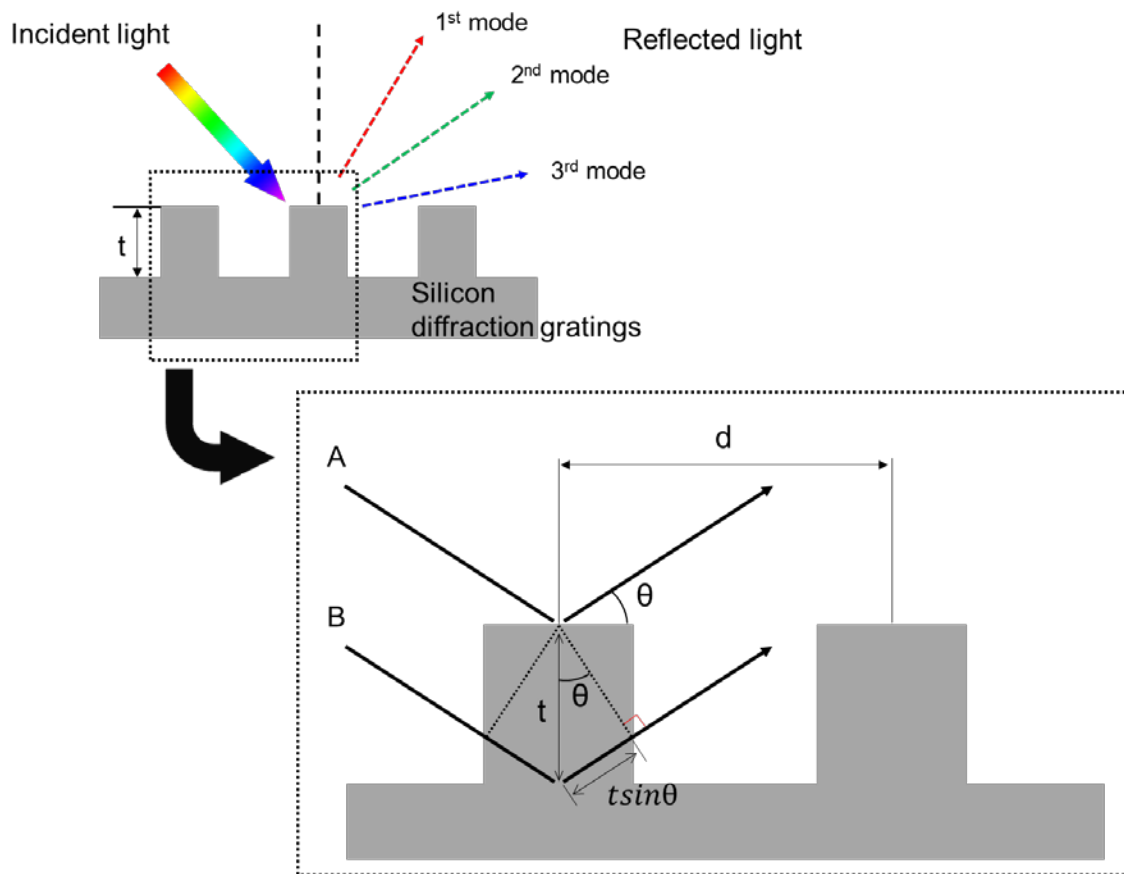 Incident light
1st mode
Reflected light
2nd mode
3rd mode
t
Silicon
diffraction gratings
A
d
B
θ
θ
t
tsinθ